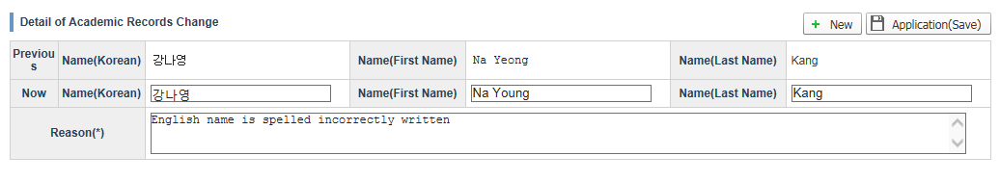 Detail of Academic Records Change
+ New
Application(Save)
Previou
s
Name(Korean)
강나영
Name(First Name)
Na Yeong
Name(Last Name)
Kang
Now
Name(Korean)
강나영
Name(First Name)
Na Young
Name(Last Name)
Kang
Reason(*)
English name is spelled incorrectly written